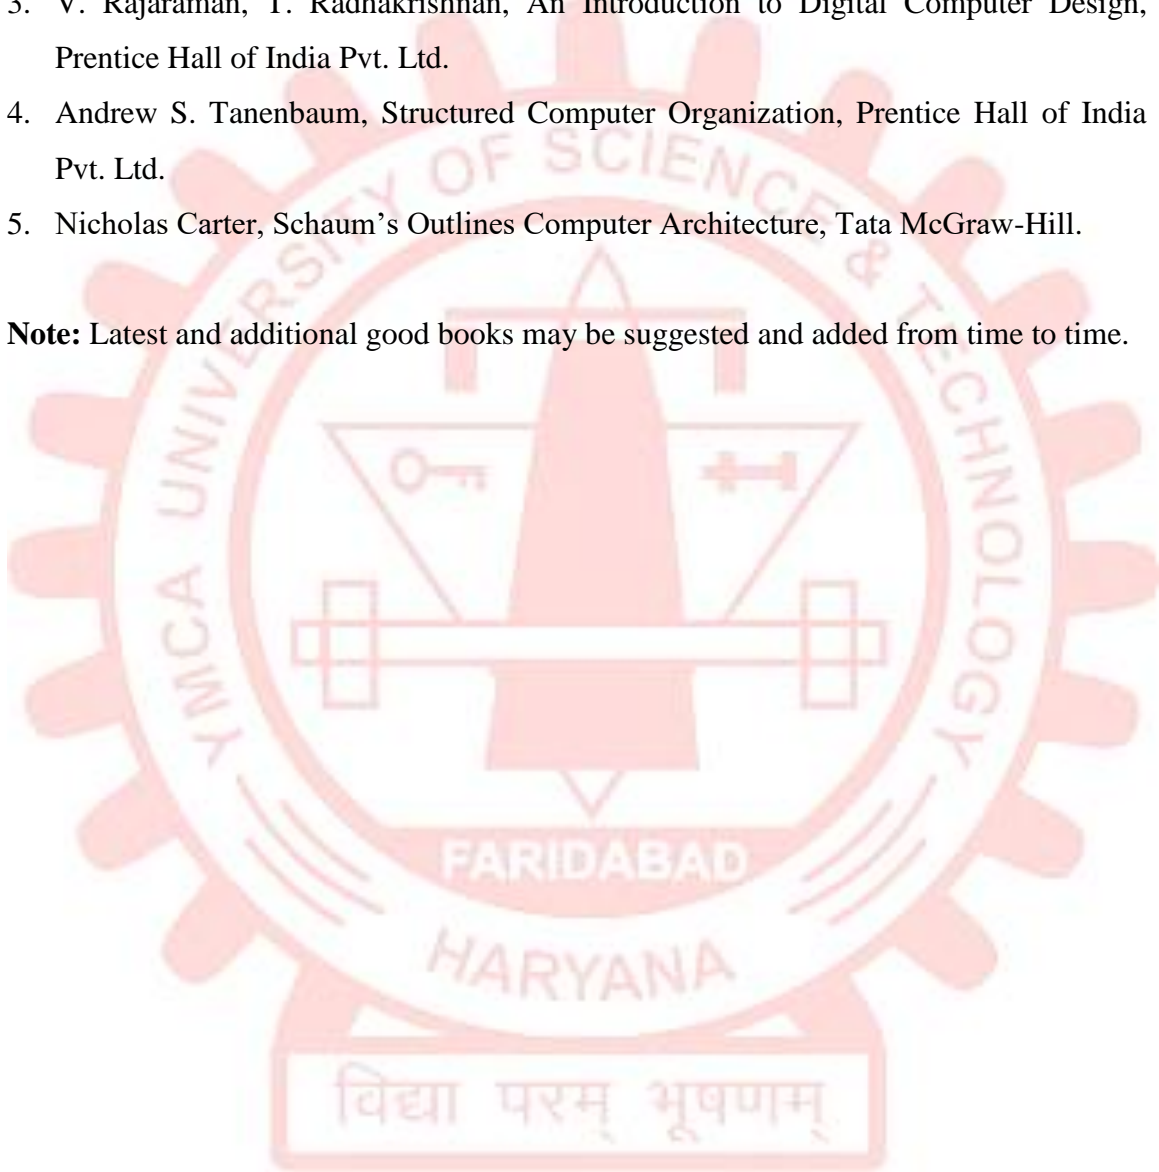 3. V. Rajaraman, T. Radhakrishnan, An Introduction to Digital Computer Design,
Prentice Hall of India Pvt. Ltd.
4. Andrew S. Tanenbaum, Structured Computer Organization, Prentice Hall of India
Pvt. Ltd.
5. Nicholas Carter, Schaum’s Outlines Computer Architecture, Tata McGraw-Hill.
Note: Latest and additional good books may be suggested and added from time to time.
YMCA UNIVERSITY OF SCIENCE & TECHNOLOGY
FARIDABAD
HARYANA
विद्या परम् भूषणम्